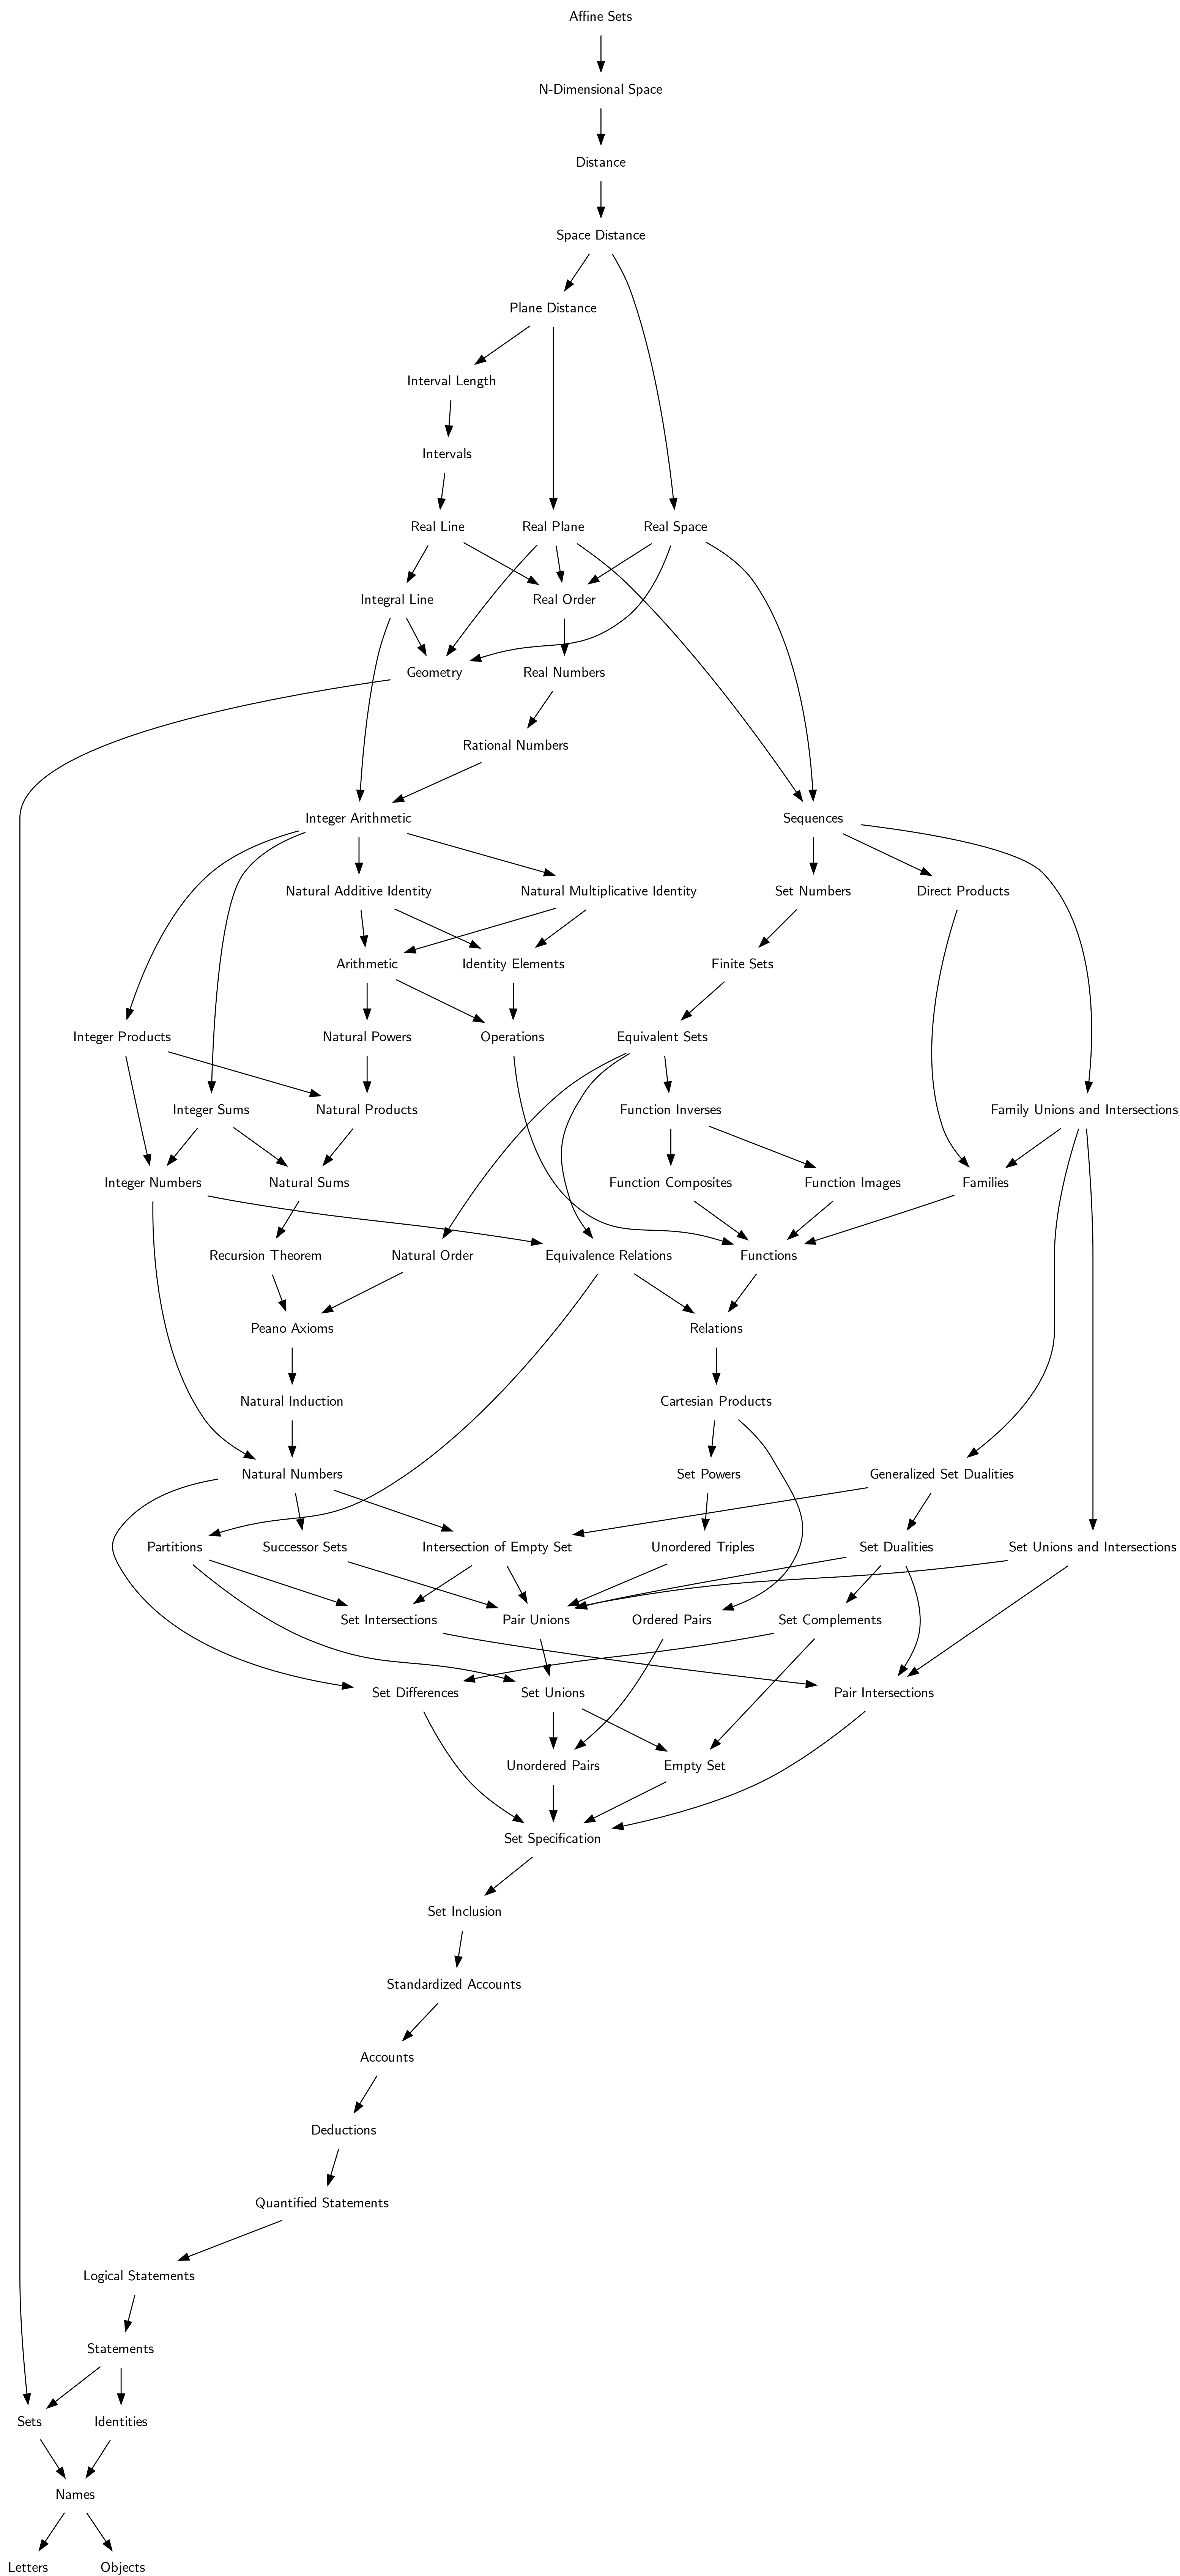 Affine Sets
N-Dimensional Space
Distance
Space Distance
Plane Distance
Interval Length
Intervals
Real Line
Real Plane
Real Space
Integral Line
Real Order
Geometry
Real Numbers
Rational Numbers
Integer Arithmetic
Sequences
Natural Additive Identity
Natural Multiplicative Identity
Set Numbers
Direct Products
Arithmetic
Identity Elements
Finite Sets
Integer Products
Natural Powers
Operations
Equivalent Sets
Integer Sums
Natural Products
Function Inverses
Family Unions and Intersections
Integer Numbers
Natural Sums
Function Composites
Function Images
Families
Recursion Theorem
Natural Order
Equivalence Relations
Functions
Peano Axioms
Relations
Natural Induction
Cartesian Products
Natural Numbers
Set Powers
Generalized Set Dualities
Partitions
Successor Sets
Intersection of Empty Set
Unordered Triples
Set Dualities
Set Unions and Intersections
Set Intersections
Pair Unions
Ordered Pairs
Set Complements
Set Differences
Set Unions
Pair Intersections
Unordered Pairs
Empty Set
Set Specification
Set Inclusion
Standardized Accounts
Accounts
Deductions
Quantified Statements
Logical Statements
Statements
Sets
Identities
Names
Letters
Objects